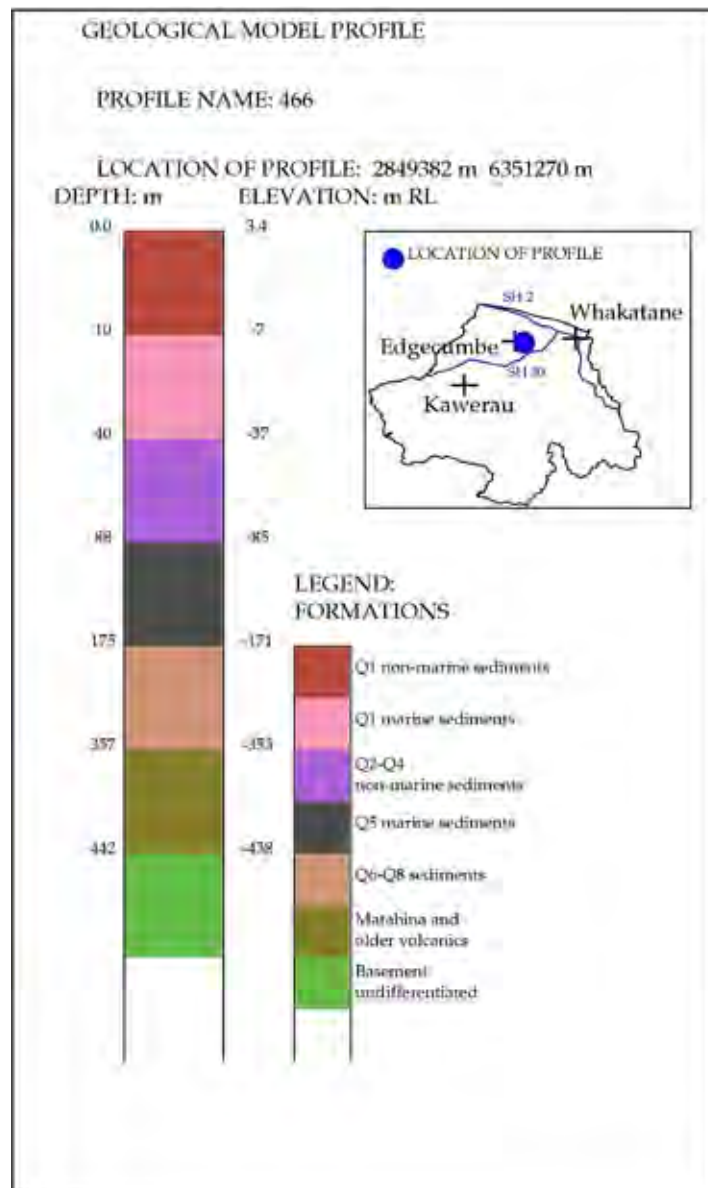 GEOLOGICAL MODEL PROFILE
PROFILE NAME: 466
LOCATION OF PROFILE: 2849382 m 6351270 m
DEPTH: m ELEVATION: m RL
0.0 3.4
10 -7
40 -37
88 -85
175 -171
357 -353
442 -438
LOCATION OF PROFILE
SH 2
Whakatane
Edgecumbe
SH 30
Kawerau
LEGEND:
FORMATIONS
Q1 non-marine sediments
Q1 marine sediments
Q2-Q4
non-marine sediments
Q5 marine sediments
Q6-Q8 sediments
Matahina and
older volcanics
Basement
undifferentiated